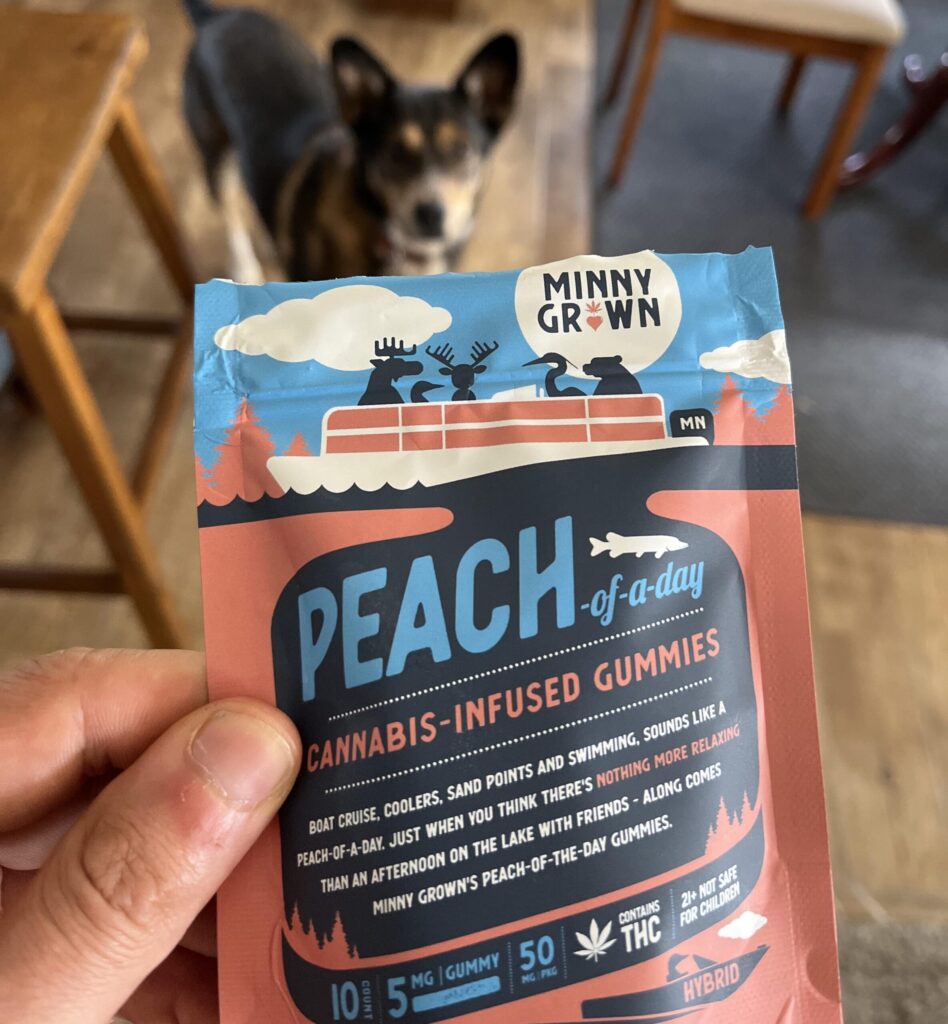 MINNY
GROWN
MN
PEACH
-of-a-day
CANNABIS-INFUSED GUMMIES
BOAT CRUISE, COOLERS, SAND POINTS AND SWIMMING, SOUNDS LIKE A
PEACH-OF-A-DAY. JUST WHEN YOU THINK THERE'S NOTHING MORE RELAXING
THAN AN AFTERNOON ON THE LAKE WITH FRIENDS - ALONG COMES
MINNY GROWN'S PEACH-OF-THE-DAY GUMMIES.
10 COUNT
5 MG | GUMMY
50 MG | PKG
CONTAINS
THC
21+ NOT SAFE
FOR CHILDREN
HYBRID